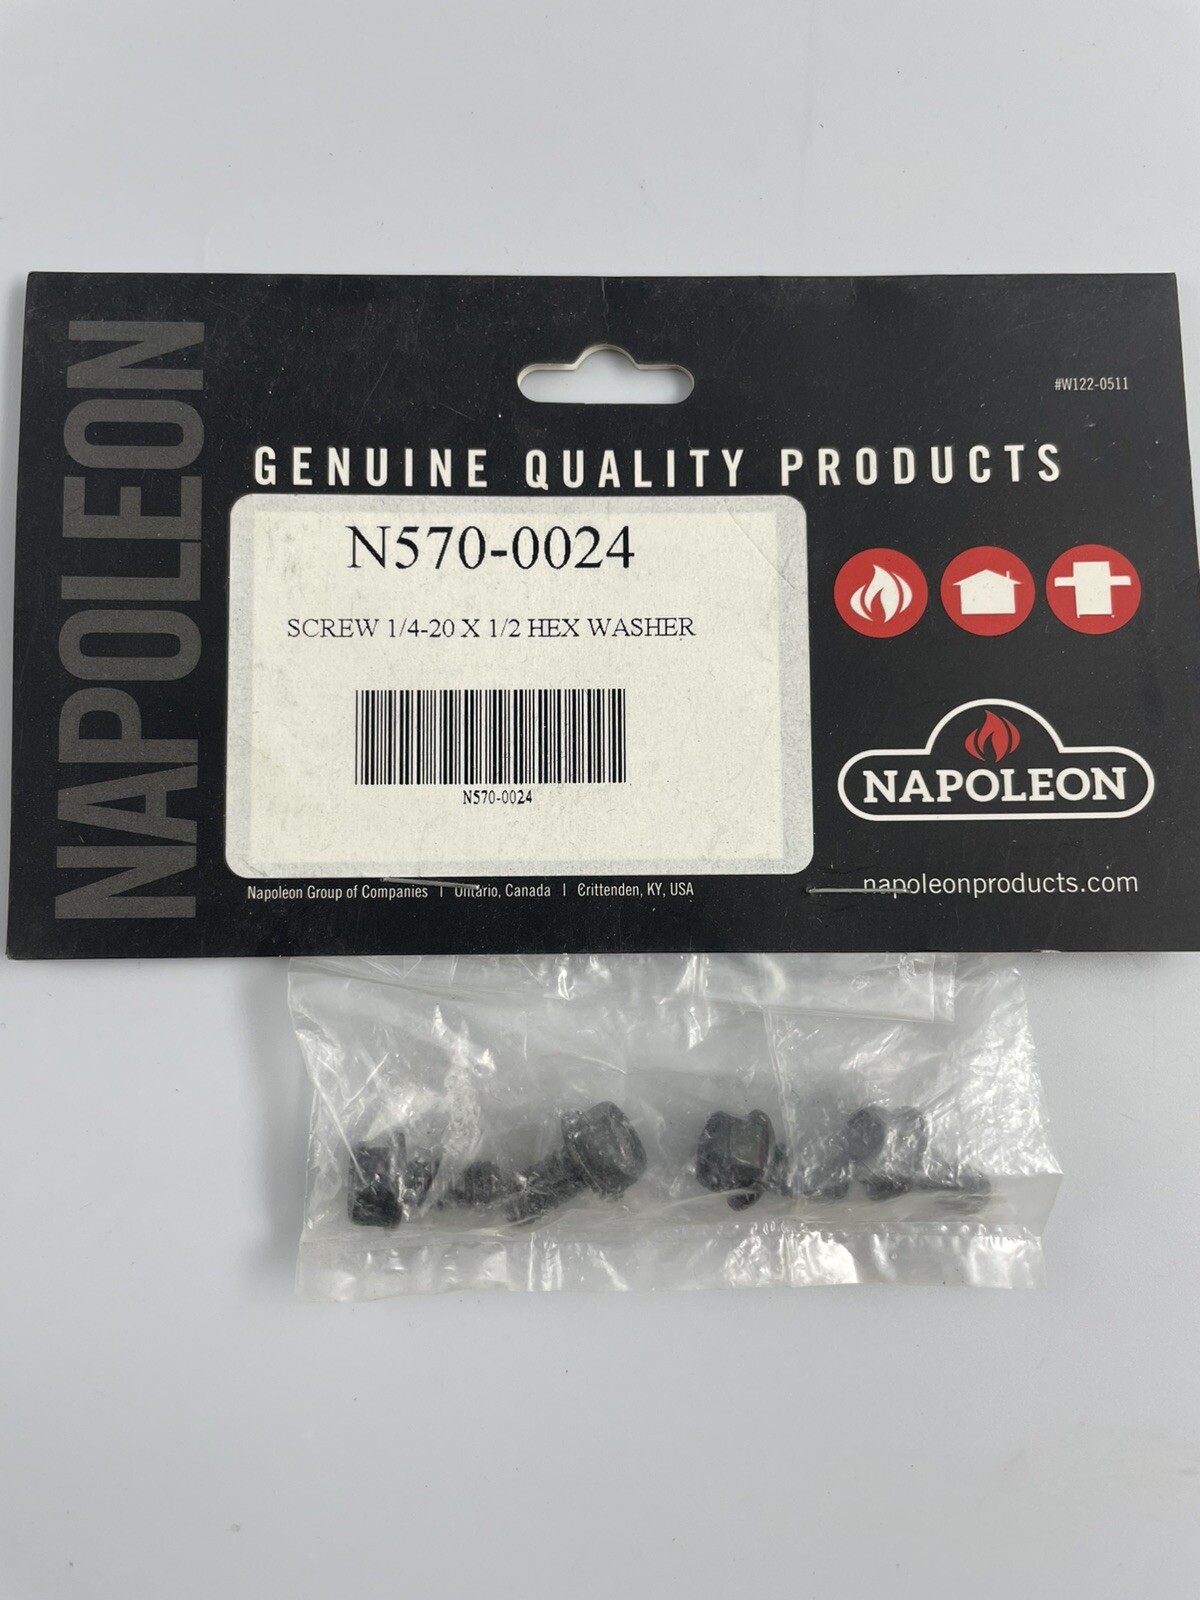 NAPOLEON
#W122-0511
GENUINE QUALITY PRODUCTS
N570-0024
SCREW 1/4-20 X 1/2 HEX WASHER
N570-0024
NAPOLEON
Napoleon Group of Companies | Ontario, Canada | Crittenden, KY, USA
napoleonproducts.com